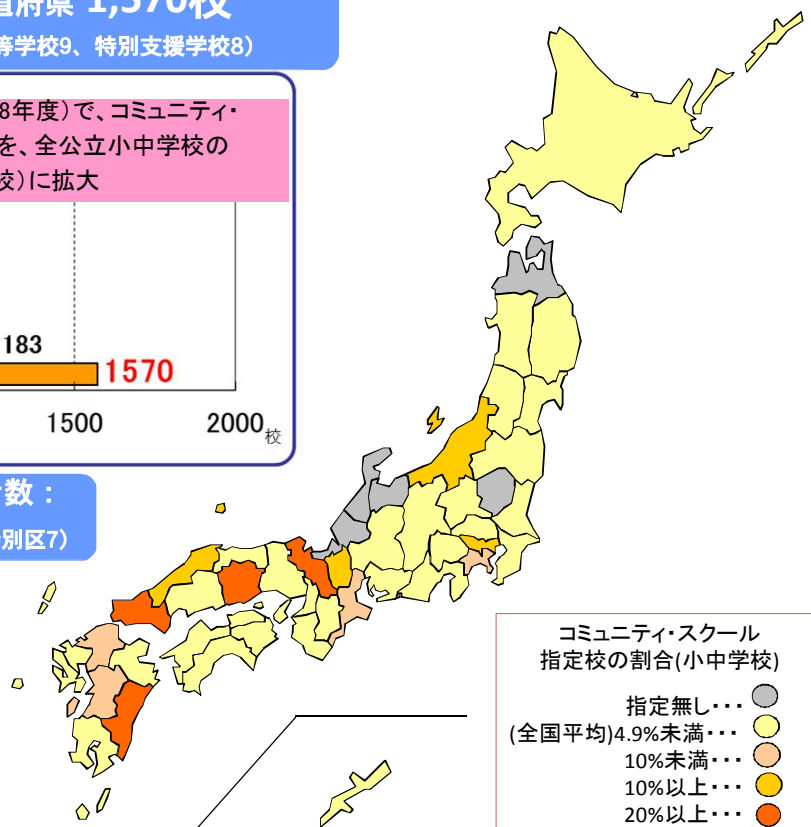 道府県 1,570校
等学校9、特別支援学校8）
8年度）で、コミュニティ・
を、全公立小中学校の
校）に拡大
183
1570
1500
2000
校
数：
別区7）
コミュニティ・スクール
指定校の割合(小中学校)
指定無し・・・
(全国平均)4.9%未満・・・
10%未満・・・
10%以上・・・
20%以上・・・